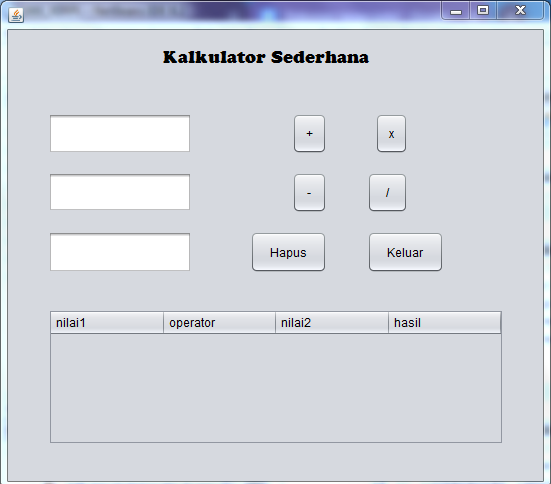 Kalkulator Sederhana
+ x
- /
Hapus Keluar
nilai1 operator nilai2 hasil